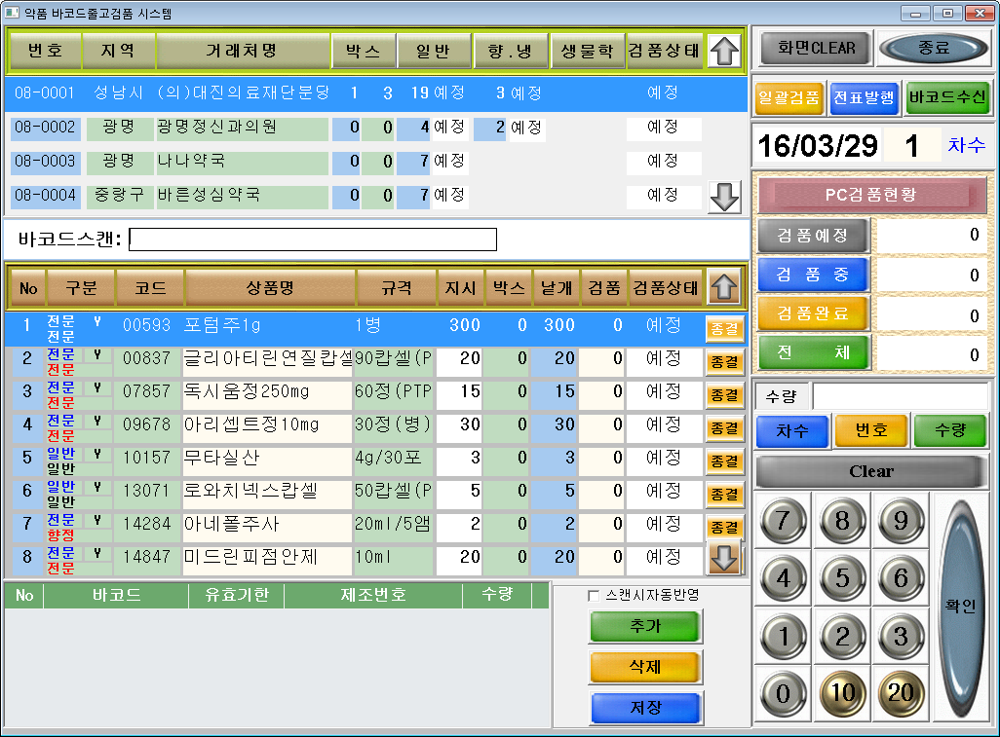 약품 바코드출고검품 시스템
번호 지역 거래처명 박스 일반 향.냉 생물학 검품상태
08-0001 성남시 (의)대진의료재단분당 1 3 19 예정 3 예정 예정
08-0002 광명 광명정신과의원 0 0 4 예정 2 예정 예정
08-0003 광명 나나약국 0 0 7 예정 예정
08-0004 중랑구 바른성심약국 0 0 7 예정 예정
바코드스캔:
No 구분 코드 상품명 규격 지시 박스 낱개 검품 검품상태
1 전문 Y 00593 포텀주1g 1병 300 0 300 0 예정 종결
전문
2 전문 Y 00837 글리아티린연질캅셀 90캅셀(P 20 0 20 0 예정 종결
전문
3 전문 Y 07857 독시움정250mg 60정(PTP 15 0 15 0 예정 종결
전문
4 전문 Y 09678 아리셉트정10mg 30정(병) 30 0 30 0 예정 종결
전문
5 일반 Y 10157 무타실산 4g/30포 3 0 3 0 예정 종결
일반
6 일반 Y 13071 로와치넥스캅셀 50캅셀(P 5 0 5 0 예정 종결
일반
7 전문 Y 14284 아네폴주사 20ml/5앰 2 0 2 0 예정 종결
향정
8 전문 Y 14847 미드린피점안제 10ml 20 0 20 0 예정
전문
No 바코드 유효기한 제조번호 수량
스캔시자동반영
추가
삭제
저장
화면CLEAR 종료
일괄검품 전표발행 바코드수신
16/03/29 1 차수
PC검품현황
검품예정 0
검 품 중 0
검품완료 0
전 체 0
수량
차수 번호 수량
Clear
7 8 9
4 5 6
확인
1 2 3
0 10 20